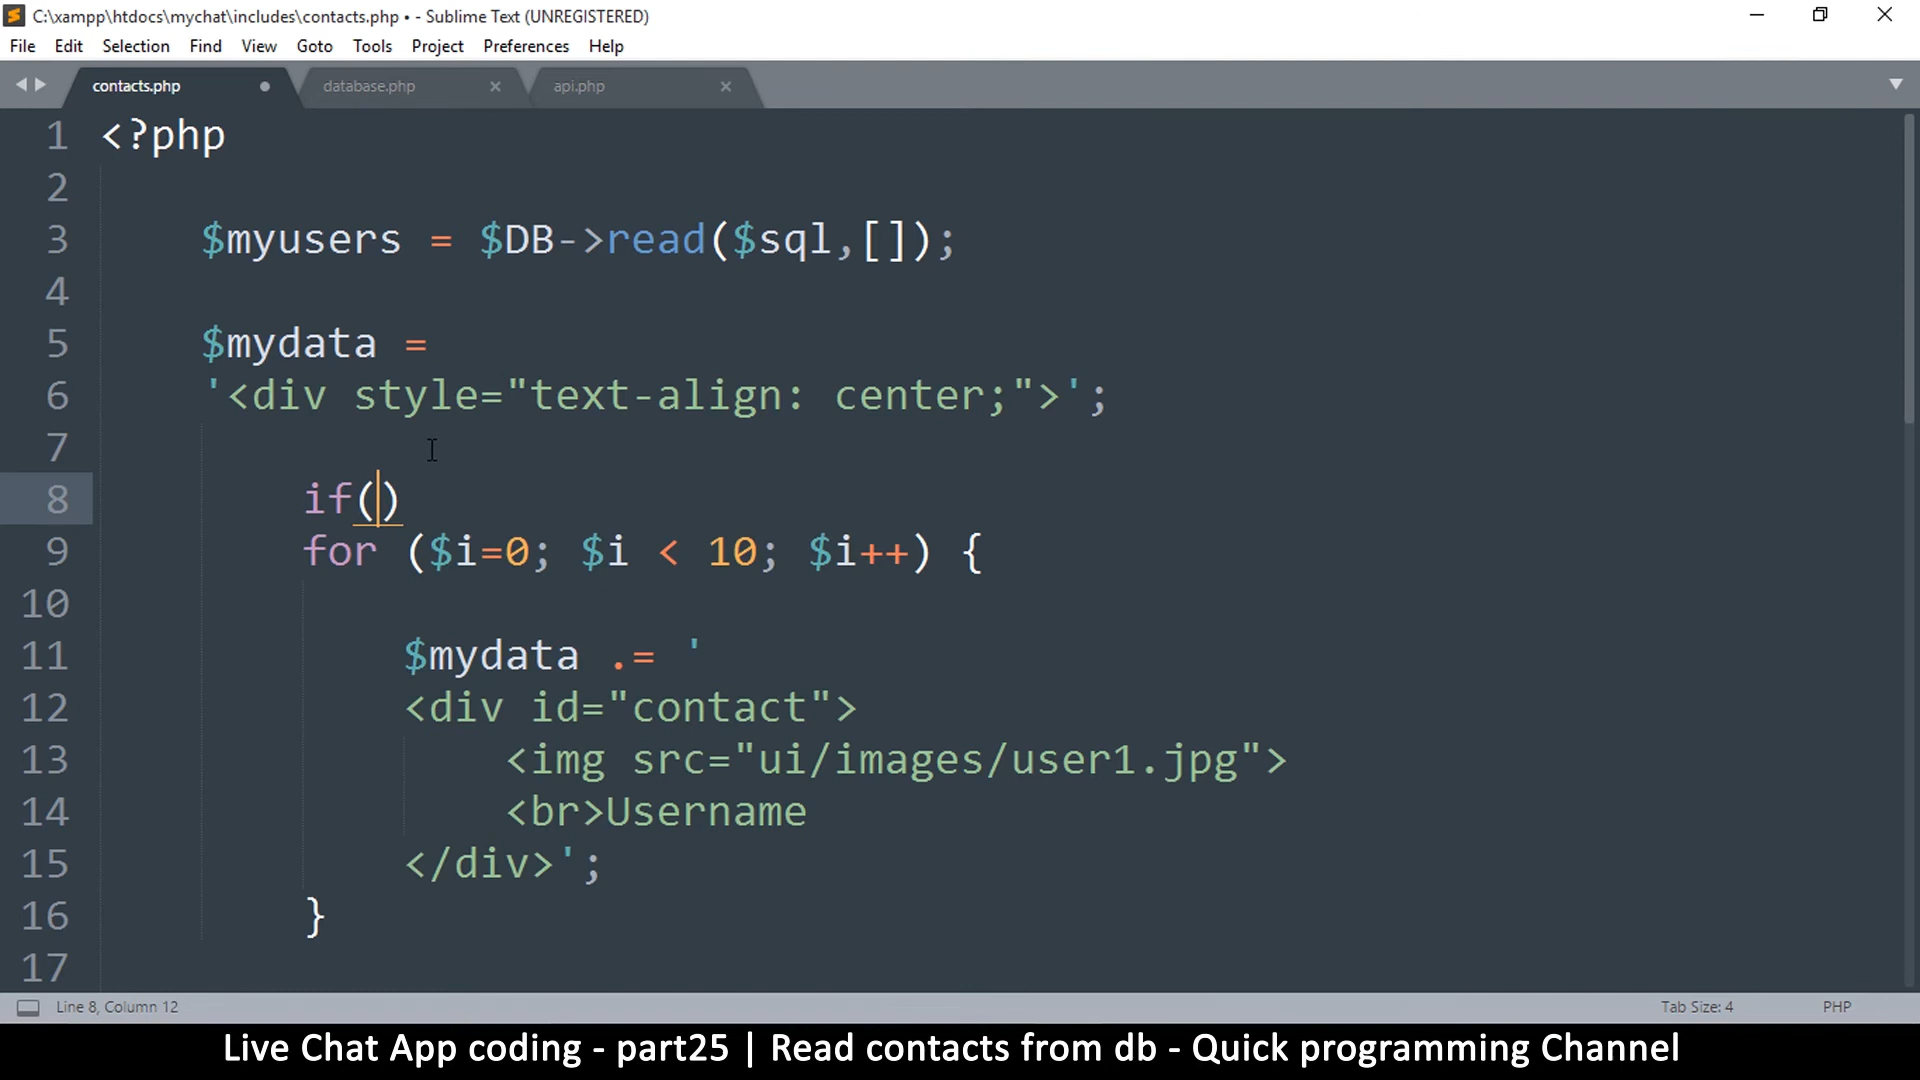 C:\xampp\htdocs\mychat\includes\contacts.php • - Sublime Text (UNREGISTERED)
File Edit Selection Find View Goto Tools Project Preferences Help
contacts.php database.php api.php
1 <?php
2
3 $myusers = $DB->read($sql,[]);
4
5 $mydata =
6 '<div style="text-align: center;">';
7
8 if()
9 for ($i=0; $i < 10; $i++) {
10
11 $mydata .= '
12 <div id="contact">
13 <img src="ui/images/user1.jpg">
14 <br>Username
15 </div>';
16 }
17
Line 8, Column 12 Tab Size: 4 PHP
Live Chat App coding - part25 | Read contacts from db - Quick programming Channel